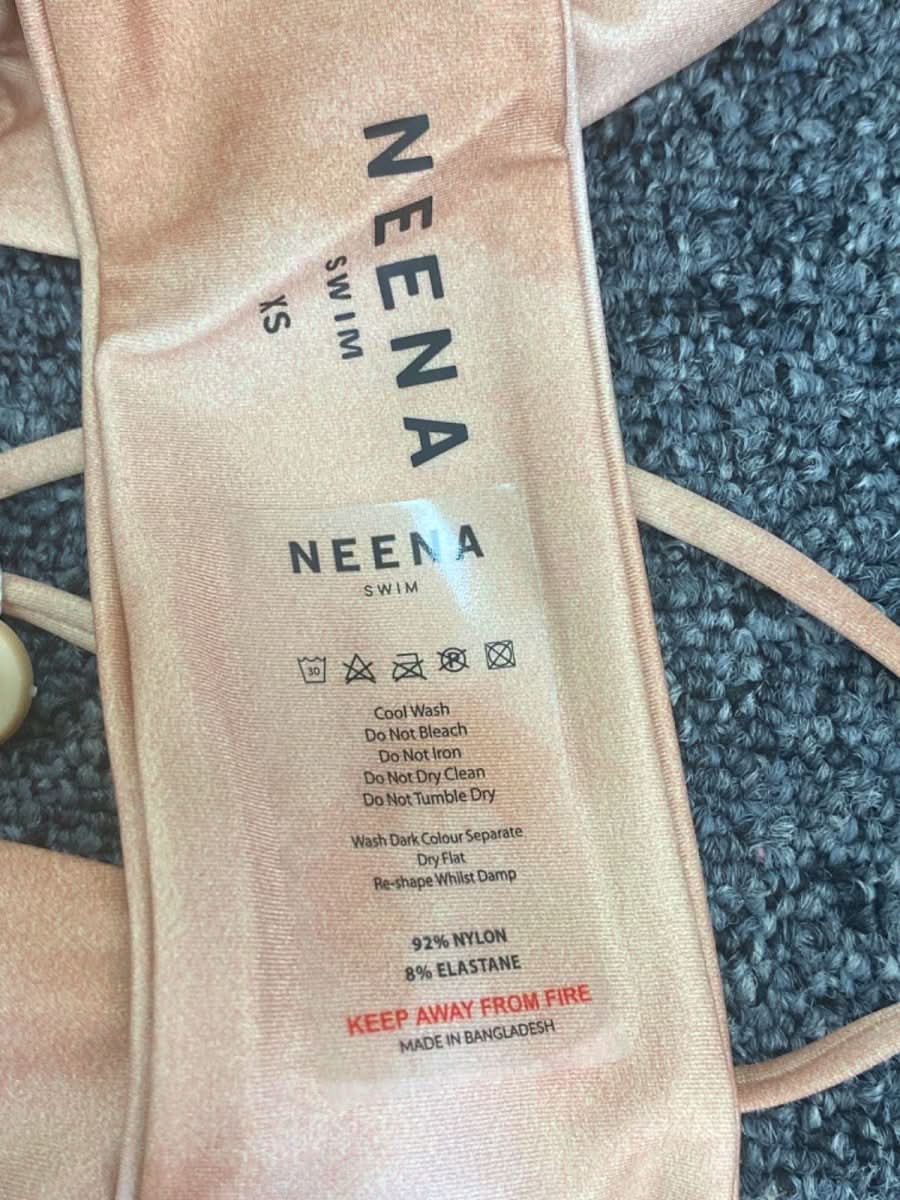 NEENA
SWIM
XS
NEENA
SWIM
30
P
Cool Wash
Do Not Bleach
Do Not Iron
Do Not Dry Clean
Do Not Tumble Dry
Wash Dark Colour Separate
Dry Flat
Re-shape Whilst Damp
92% NYLON
8% ELASTANE
KEEP AWAY FROM FIRE
MADE IN BANGLADESH